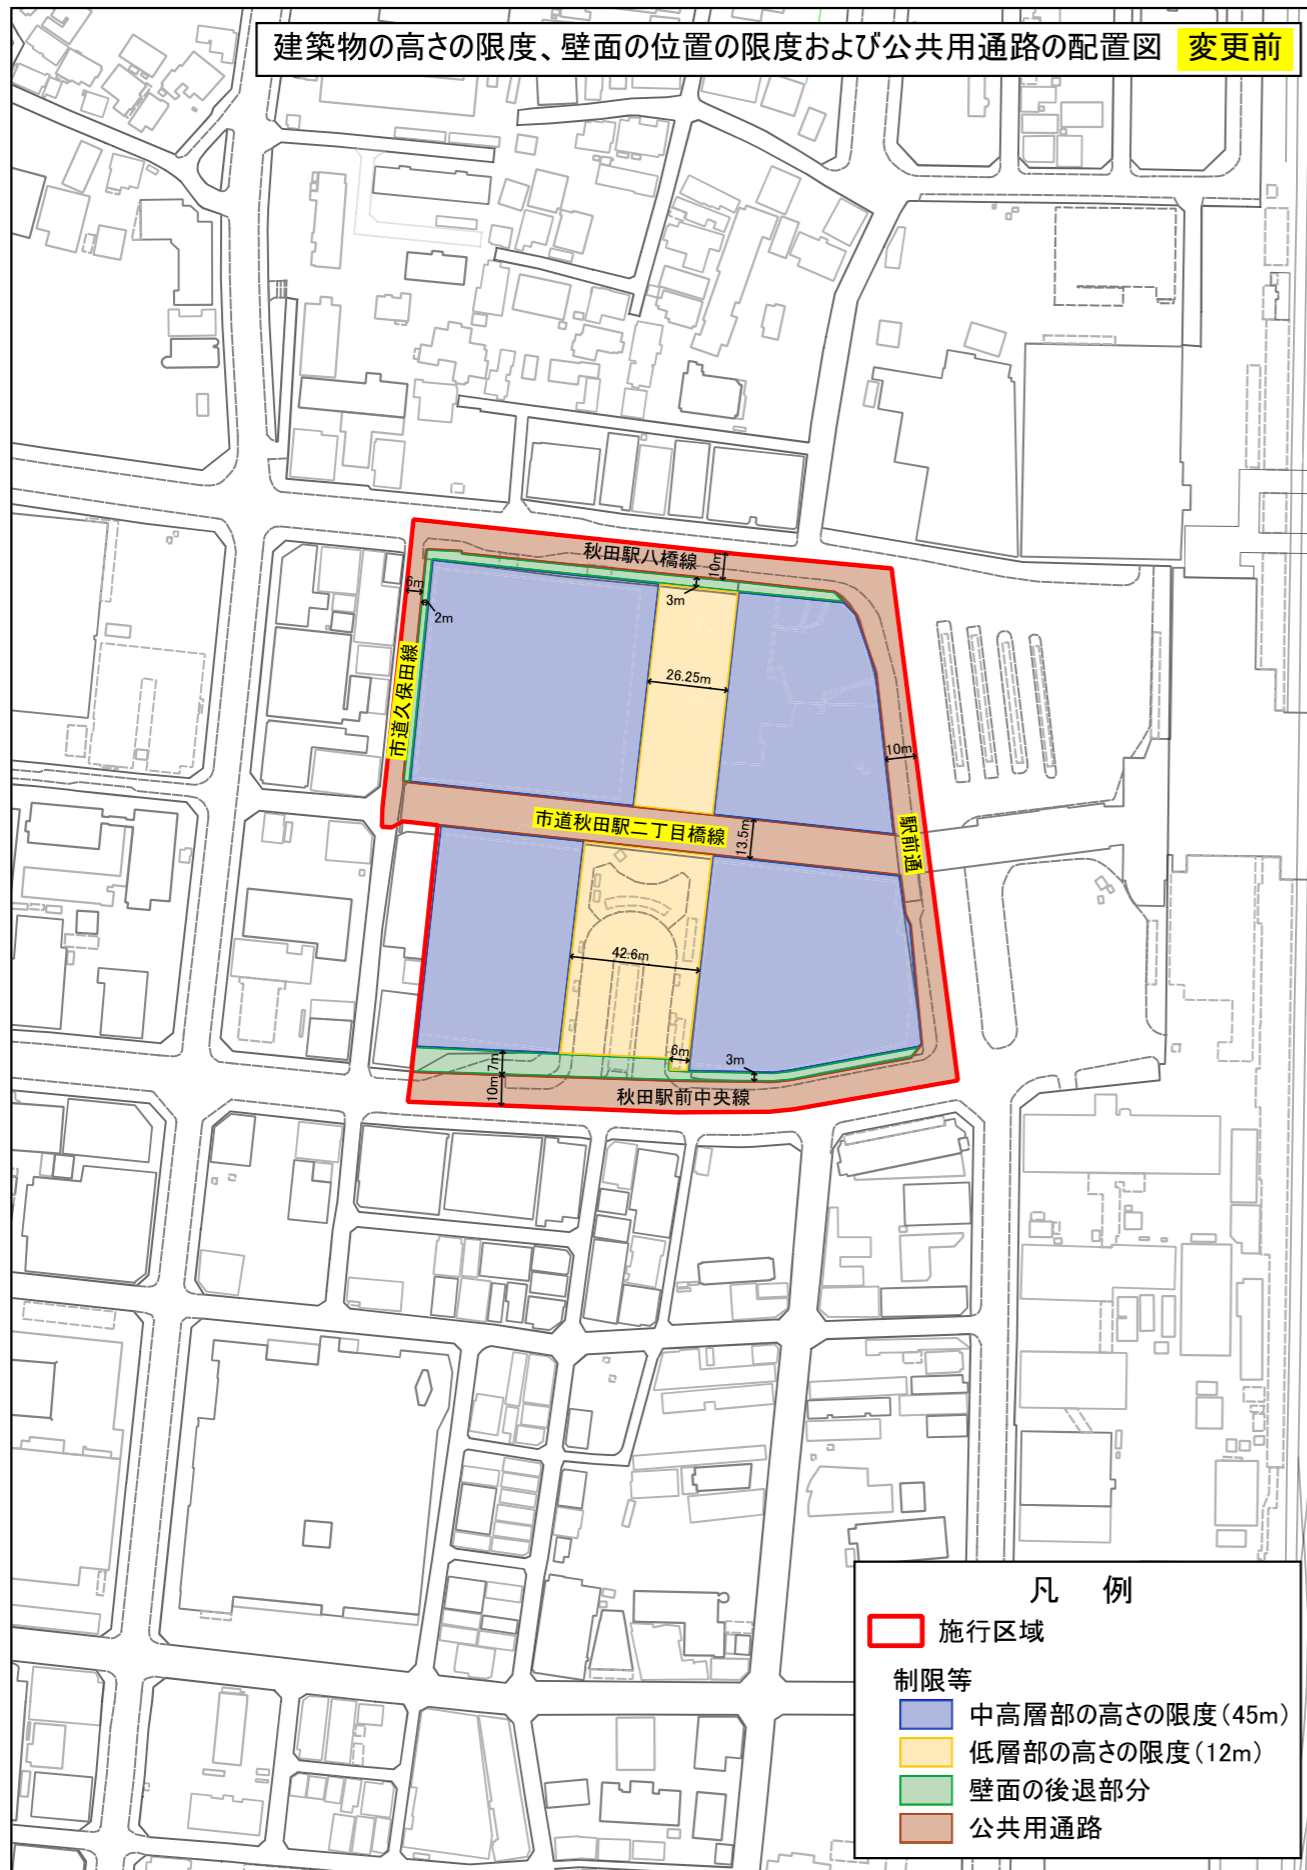 建築物の高さの限度、壁面の位置の限度および公共用通路の配置図 変更前
秋田駅八橋線
10m
6m
3m
2m
26.25m
市道久保田線
10m
市道秋田駅二丁目橋線
13.5m
駅前通
42.6m
6m
3m
7m
10m
秋田駅前中央線
凡 例
施行区域
制限等
中高層部の高さの限度(45m)
低層部の高さの限度(12m)
壁面の後退部分
公共用通路